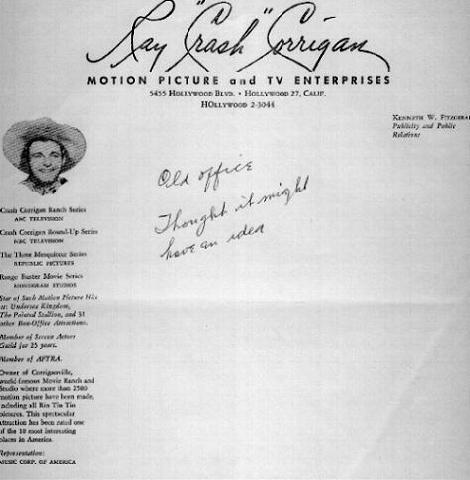 Ray "Crash" Corrigan
MOTION PICTURE and TV ENTERPRISES
5455 HOLLYWOOD BLVD. • HOLLYWOOD 27, CALIF.
HOLLYWOOD 2-3044
KENNETH W. FITZGERA
Publicity and Public
Relations
Old office
Thought it might
have an idea
Crash Corrigan Ranch Series
ABC TELEVISION
Crash Corrigan Round-Up Series
NBC TELEVISION
The Three Mesquiteer Series
REPUBLIC PICTURES
Range Buster Movie Series
MONOGRAM STUDIOS
Star of Such Motion Picture His
as: Undersea Kingdom,
The Painted Stallion, and 31
other Box-Office Attractions.
Member of Screen Actors
Guild for 25 years.
Member of AFTRA.
Owner of Corriganville,
world-famous Movie Ranch and
Studio where more than 2500
motion picture have been made,
including all Rin Tin Tin
pictures. This spectacular
attraction has been rated one
of the 10 most interesting
places in America.
Representation:
MUSIC CORP. OF AMERICA